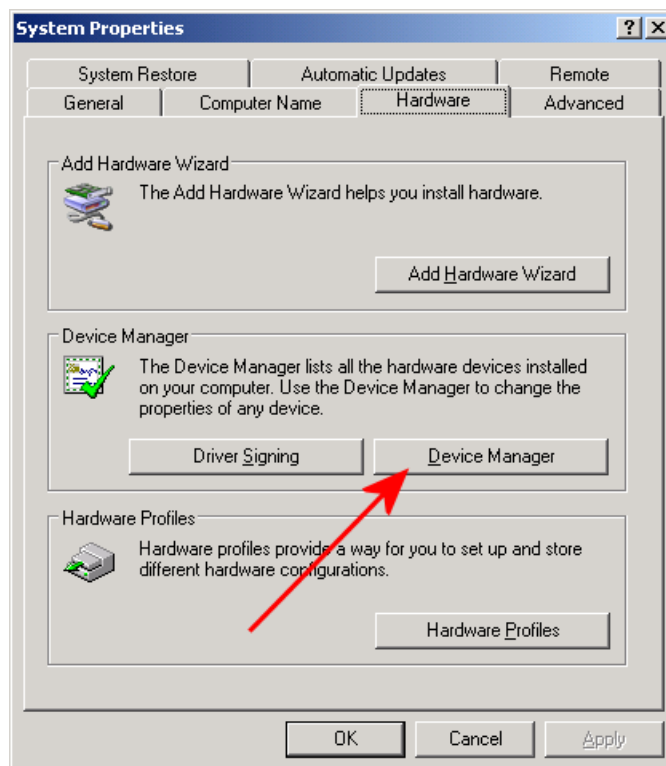 System Properties
System Restore
Automatic Updates
Remote
General
Computer Name
Hardware
Advanced
Add Hardware Wizard
The Add Hardware Wizard helps you install hardware.
Add Hardware Wizard
Device Manager
The Device Manager lists all the hardware devices installed
on your computer. Use the Device Manager to change the
properties of any device.
Driver Signing
Device Manager
Hardware Profiles
Hardware profiles provide a way for you to set up and store
different hardware configurations.
Hardware Profiles
OK
Cancel
Apply